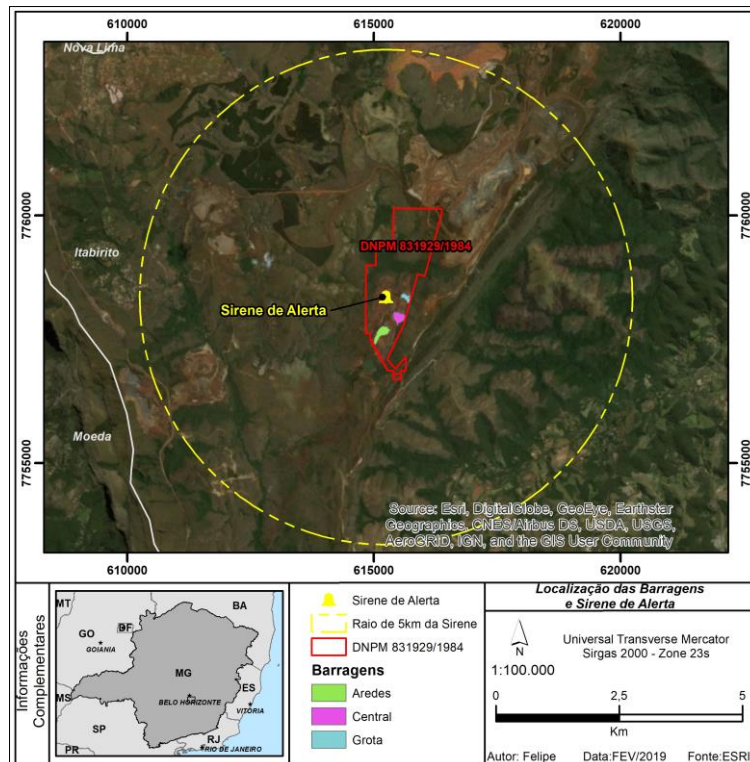 610000
615000
620000
Nova Lima
7760000
7760000
DNPM 831929/1984
Itabirito
Sirene de Alerta
Moeda
7755000
7755000
Source: Esri, DigitalGlobe, GeoEye, Earthstar
Geographics, CNES/Airbus DS, USDA, USGS,
AeroGRID, IGN, and the GIS User Community
610000
615000
620000
Informações
Complementares
MT
BA
GO
DF
GOIANIA
MG
MS
BELO HORIZONTE
ES
VITÓRIA
SP
RJ
RIO DE JANEIRO
PR
Sirene de Alerta
Raio de 5km da Sirene
DNPM 831929/1984
Barragens
Aredes
Central
Grota
Localização das Barragens
e Sirene de Alerta
N
Universal Transverse Mercator
Sirgas 2000 - Zone 23s
1:100.000
0 2,5 5
Km
Autor: Felipe Data:FEV/2019 Fonte:ESRI